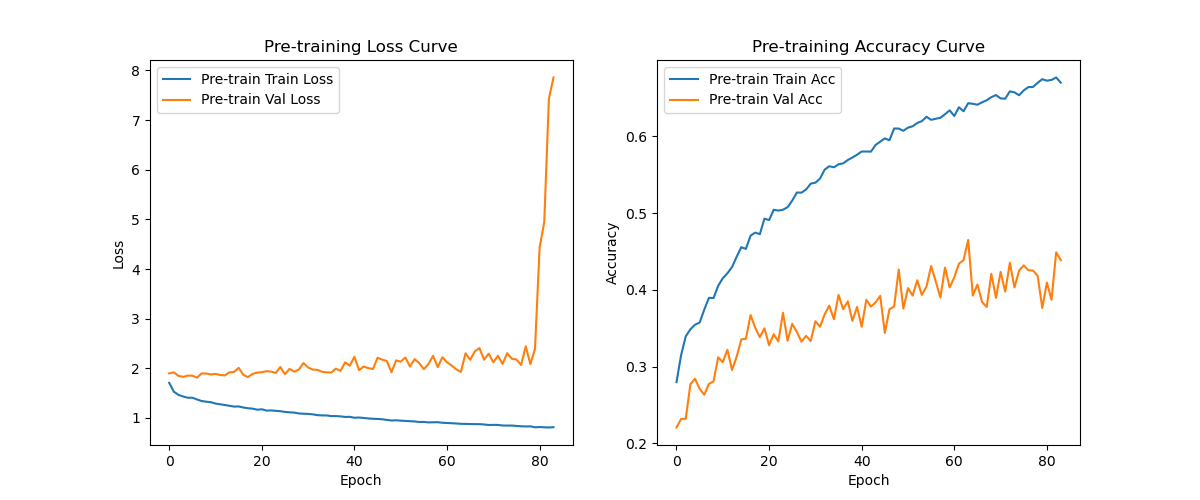 Pre-training Loss Curve
Pre-train Train Loss
Pre-train Val Loss
8
7
6
5
4
3
2
1
Loss
0
20
40
60
80
Epoch
Pre-training Accuracy Curve
Pre-train Train Acc
Pre-train Val Acc
0.6
0.5
0.4
0.3
0.2
Accuracy
0
20
40
60
80
Epoch